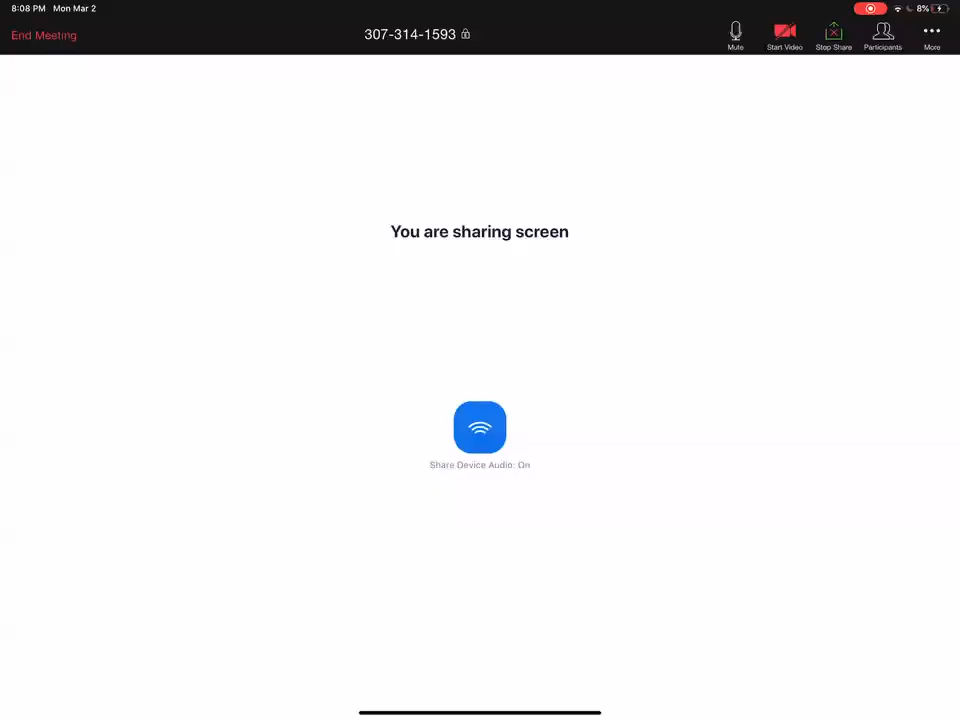 8:08 PM Mon Mar 2
8%
End Meeting
307-314-1593
Mute
Start Video
Stop Share
Participants
More
You are sharing screen
Share Device Audio: On